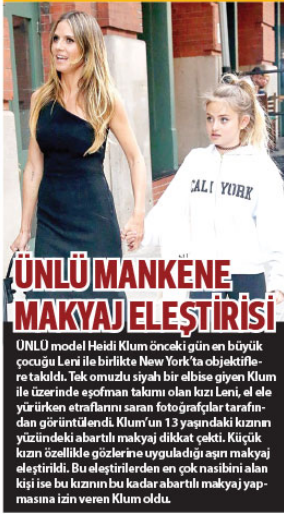 CALI YORK
ÜNLÜ MANKENE
MAKYAJ ELEŞTİRİSİ
ÜNLÜ model Heidi Klum önceki gün en büyük
çocuğu Leni ile birlikte New York'ta objektifle-
re takıldı. Tek omuzlu siyah bir elbise giyen Klum
ile üzerinde eşofman takımı olan kızı Leni, el ele
yürürken etraflarını saran fotoğrafçılar tarafın-
dan görüntülendi. Klum'un 13 yaşındaki kızının
yüzündeki abartılı makyaj dikkat çekti. Küçük
kızın özellikle gözlerine uyguladığı aşırı makyaj
eleştirildi. Bu eleştirilerden en çok nasibini alan
kişi ise bu kızının bu kadar abartılı makyaj yap-
masına izin veren Klum oldu.